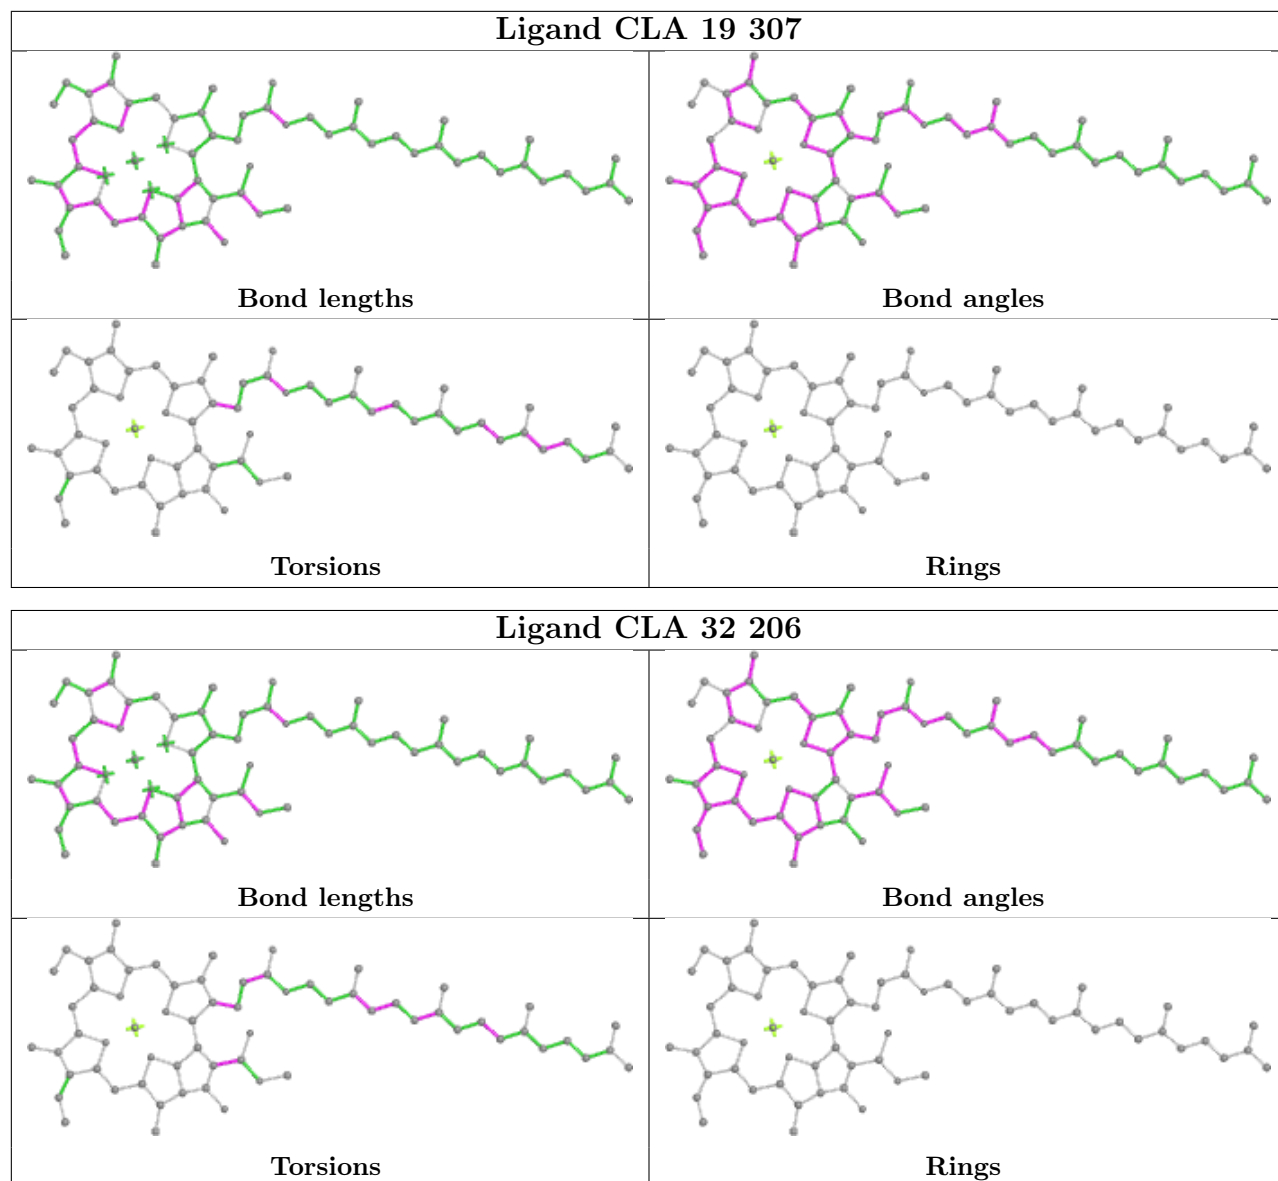 Ligand CLA 19 307
Bond lengths
Bond angles
Torsions
Rings
Ligand CLA 32 206
Bond lengths
Bond angles
Torsions
Rings